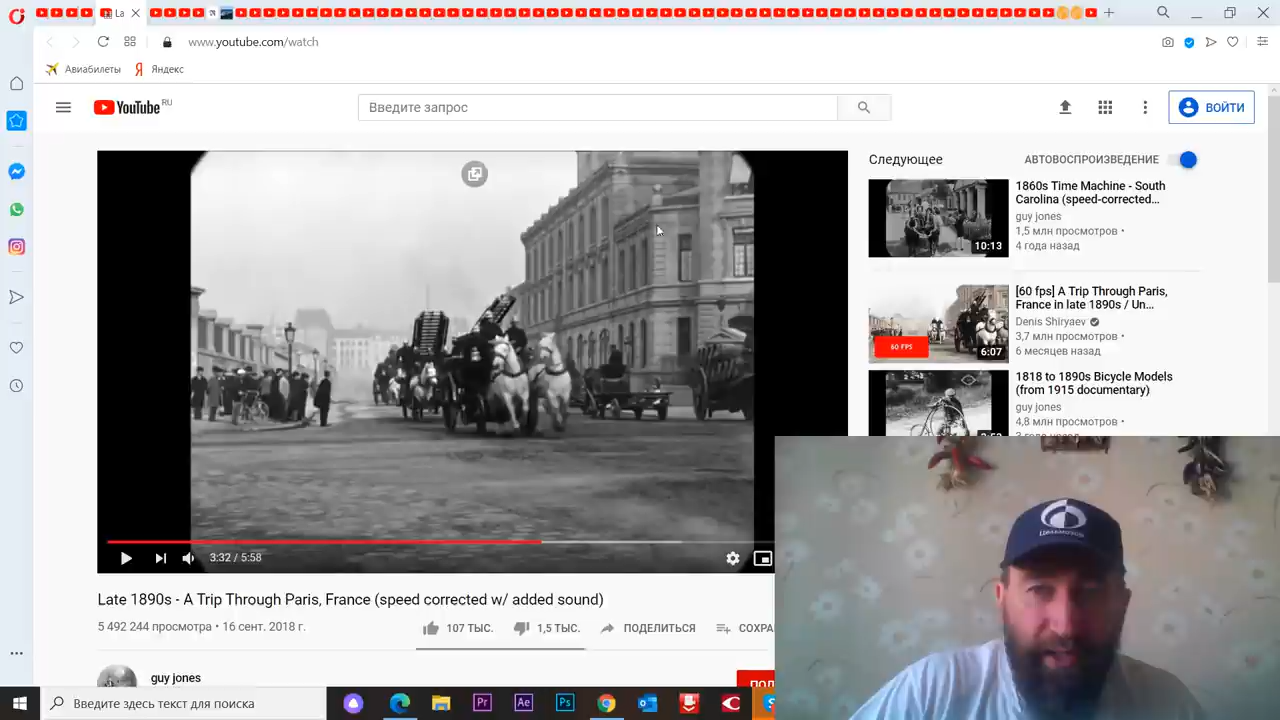 La
www.youtube.com/watch
Авиабилеты
Яндекс
YouTube RU
Введите запрос
ВОЙТИ
Следующее
АВТОВОСПРОИЗВЕДЕНИЕ
1860s Time Machine - South
Carolina (speed-corrected...
guy jones
1,5 млн просмотров •
4 года назад
10:13
[60 fps] A Trip Through Paris,
France in late 1890s / Un...
Denis Shiryaev
3,7 млн просмотров •
6 месяцев назад
60 FPS
6:07
1818 to 1890s Bicycle Models
(from 1915 documentary)
guy jones
4,8 млн просмотров •
3:32 / 5:58
Late 1890s - A Trip Through Paris, France (speed corrected w/ added sound)
5 492 244 просмотра • 16 сент. 2018 г.
107 ТЫС.
1,5 ТЫС.
ПОДЕЛИТЬСЯ
СОХРА
guy jones
Введите здесь текст для поиска
Pr
Ae
Ps